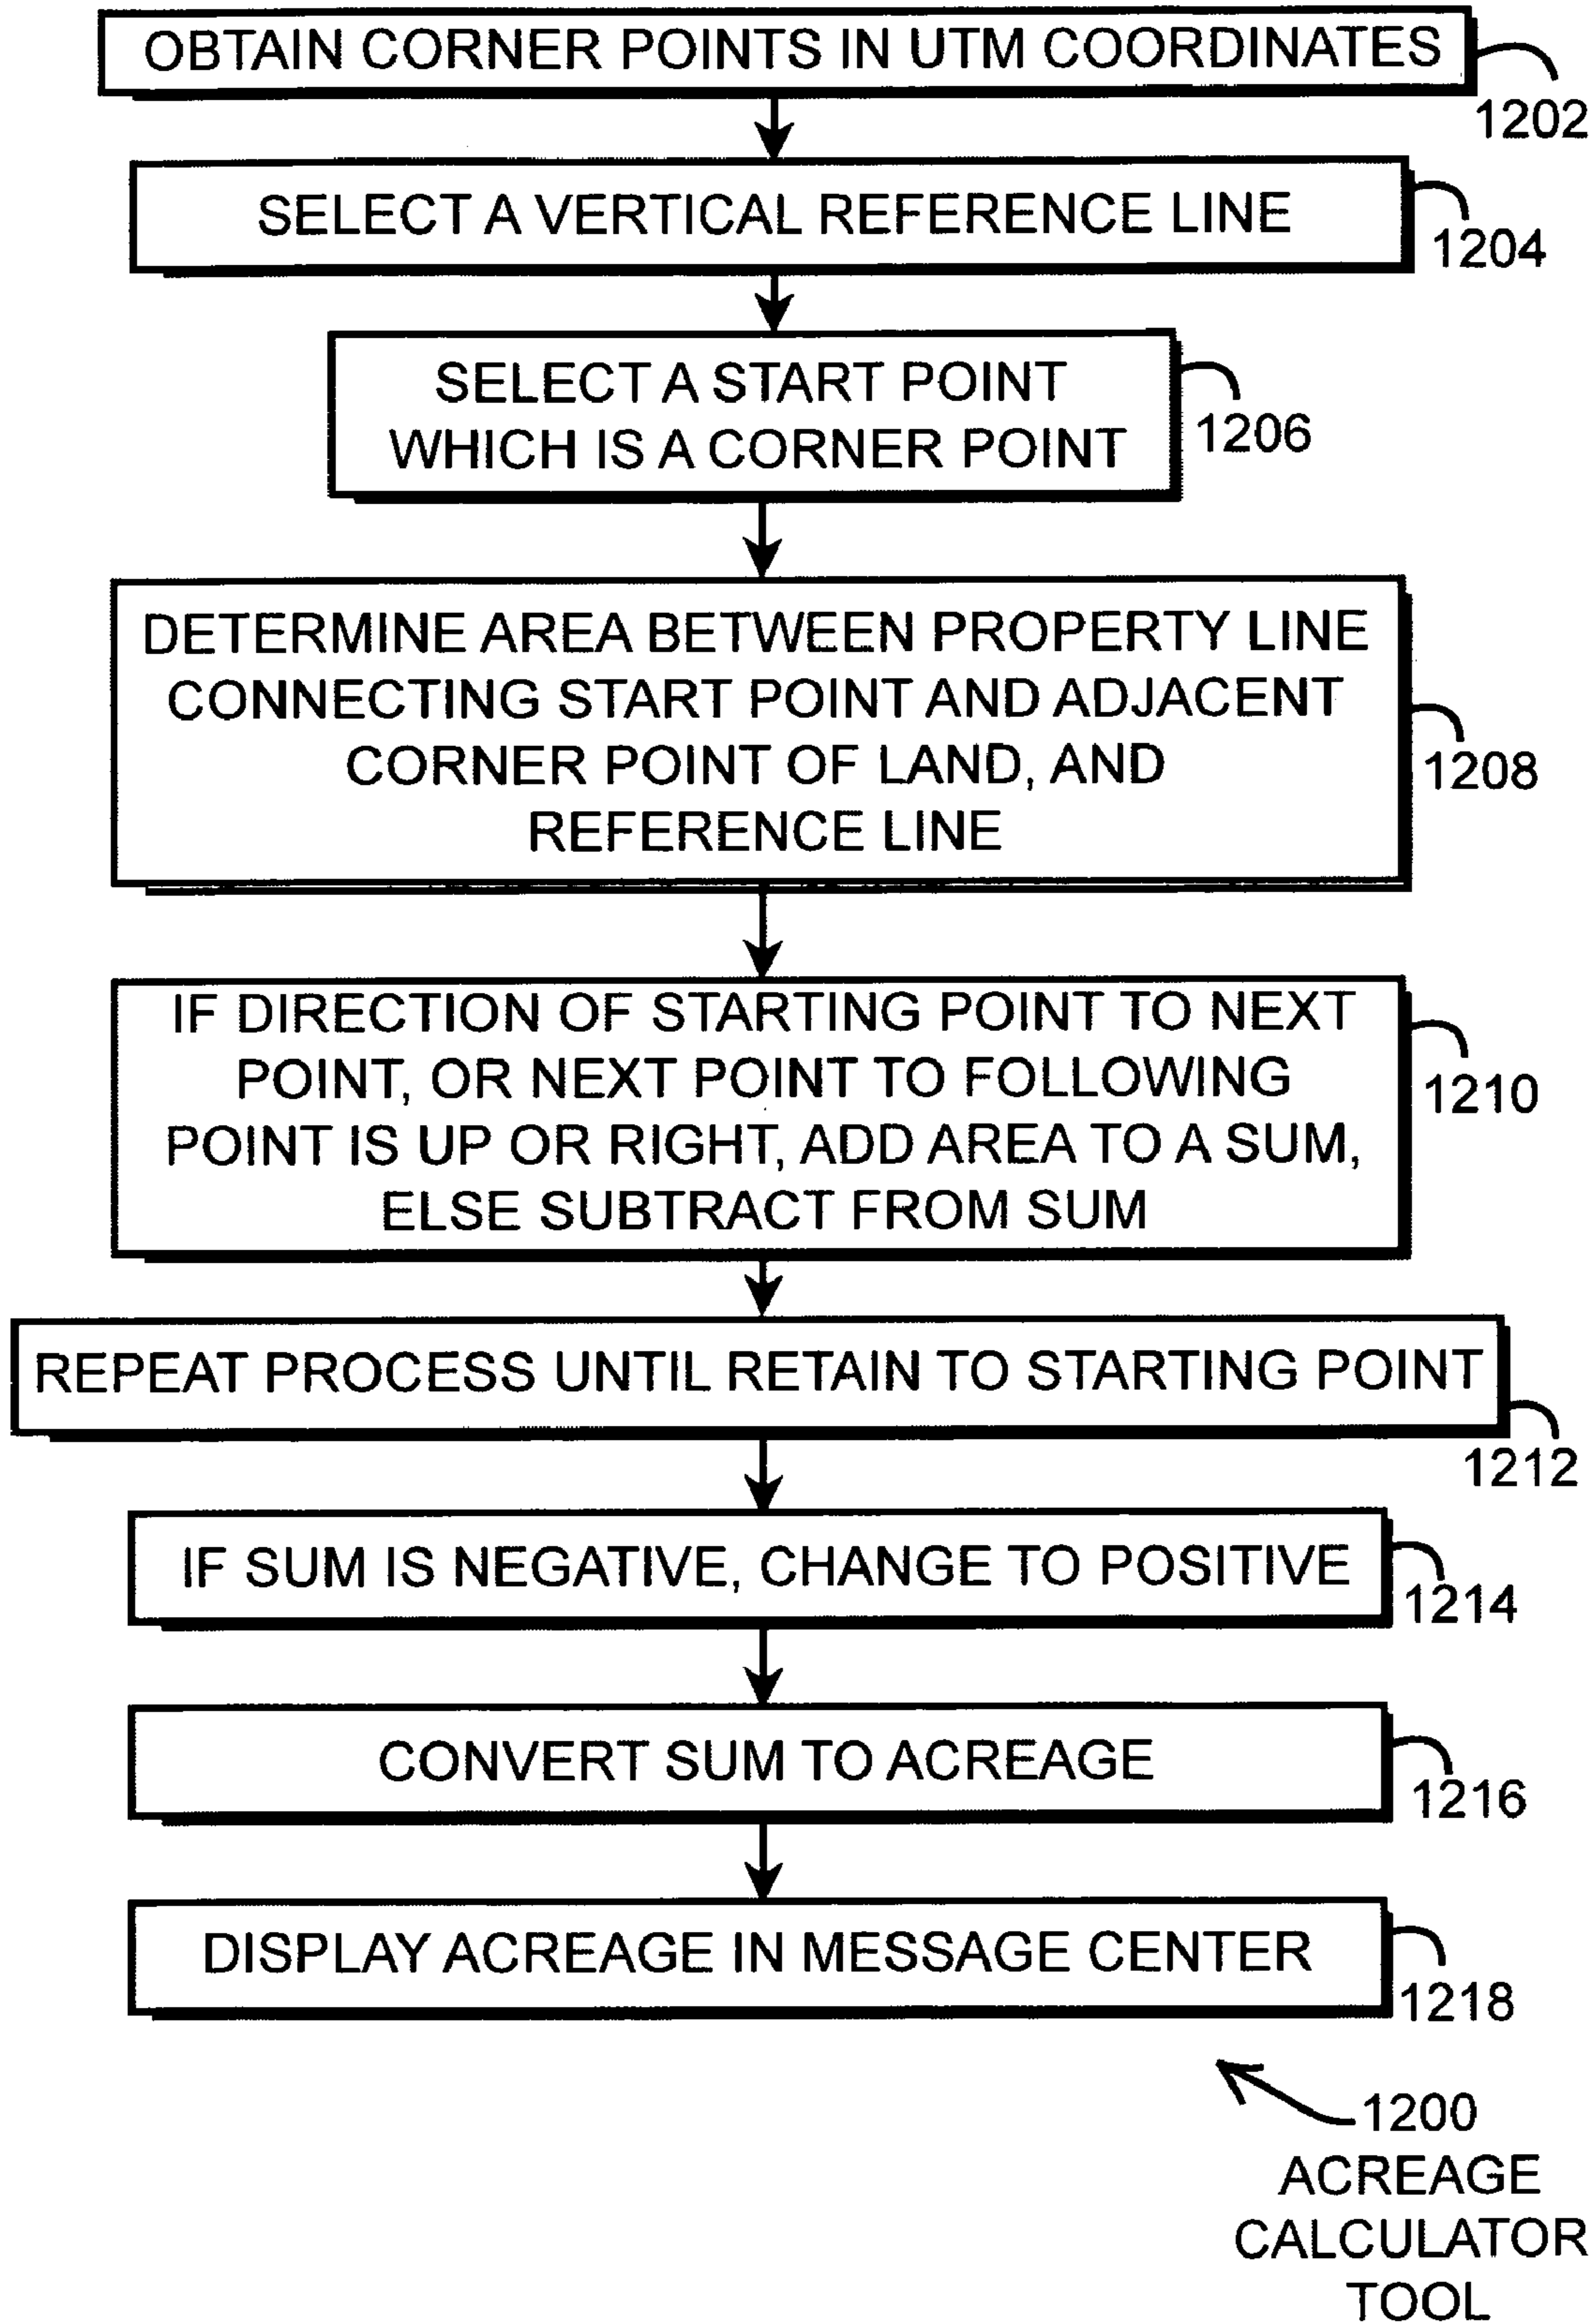 OBTAIN CORNER POINTS IN UTM COORDINATES
1202
SELECT A VERTICAL REFERENCE LINE
1204
SELECT A START POINT
WHICH IS A CORNER POINT
1206
DETERMINE AREA BETWEEN PROPERTY LINE
CONNECTING START POINT AND ADJACENT
CORNER POINT OF LAND, AND
REFERENCE LINE
1208
IF DIRECTION OF STARTING POINT TO NEXT
POINT, OR NEXT POINT TO FOLLOWING
POINT IS UP OR RIGHT, ADD AREA TO A SUM,
ELSE SUBTRACT FROM SUM
1210
REPEAT PROCESS UNTIL RETAIN TO STARTING POINT
1212
IF SUM IS NEGATIVE, CHANGE TO POSITIVE
1214
CONVERT SUM TO ACREAGE
1216
DISPLAY ACREAGE IN MESSAGE CENTER
1218
1200
ACREAGE
CALCULATOR
TOOL